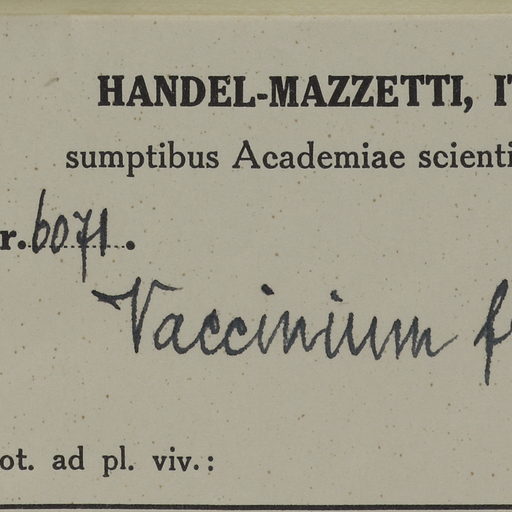 HANDEL-MAZZETTI, I
sumptibus Academiae scienti
r. 6071.
Vaccinium f
ot. ad pl. viv.: